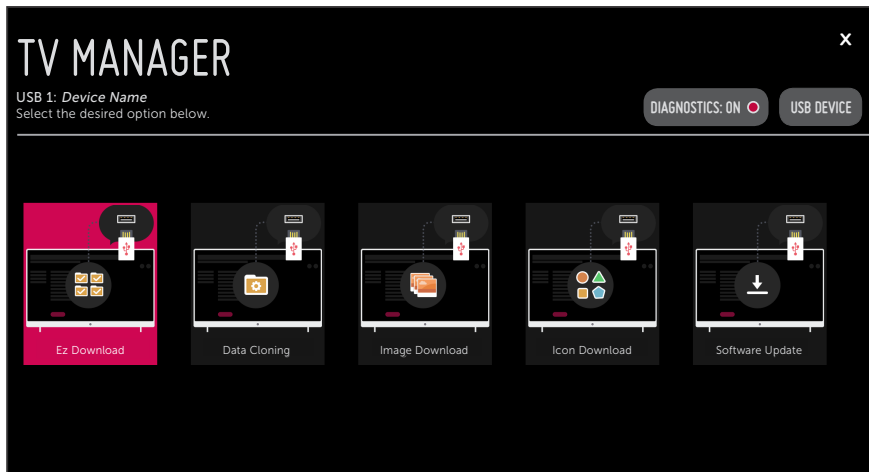 TV MANAGER
X
USB 1: Device Name
Select the desired option below.
DIAGNOSTICS: ON
USB DEVICE
Ez Download
Data Cloning
Image Download
Icon Download
Software Update